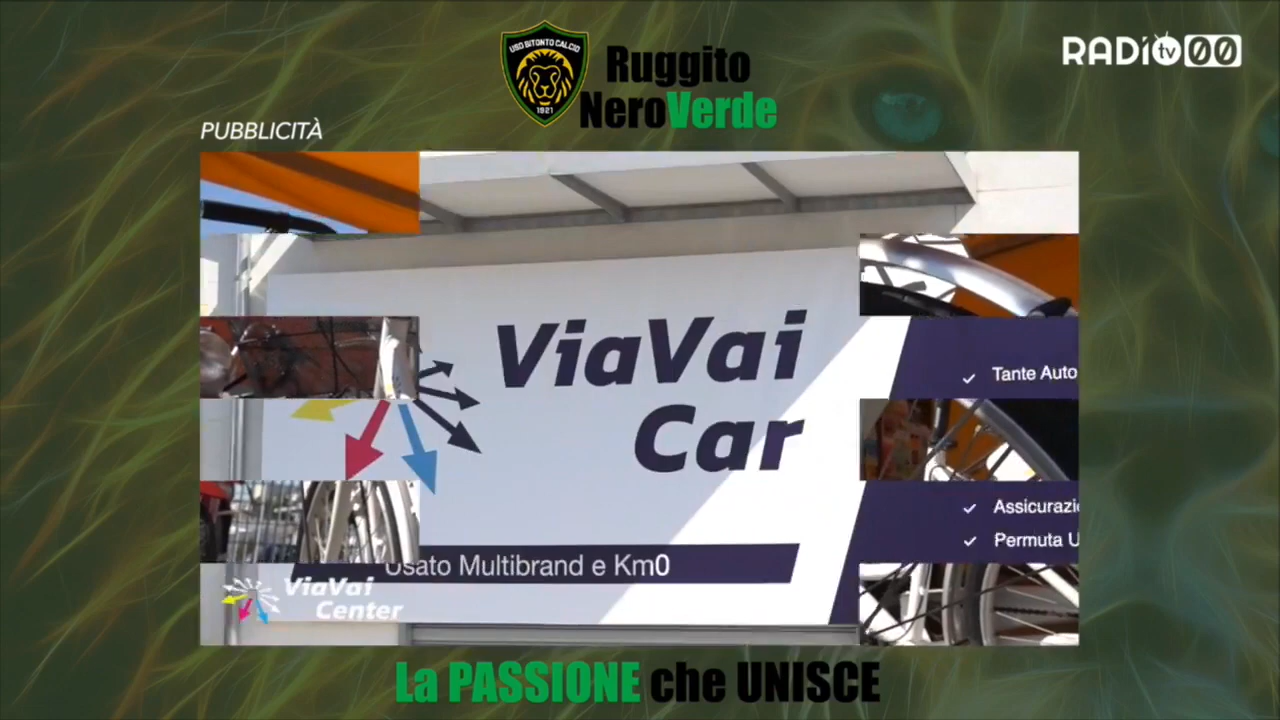 USD BITONTO CALCIO
1921
Ruggito
NeroVerde
RADiO tv 00
PUBBLICITÀ
ViaVai
Car
Tante Auto
Assicurazi
Permuta U
Usato Multibrand e Km0
ViaVai
Center
La PASSIONE che UNISCE